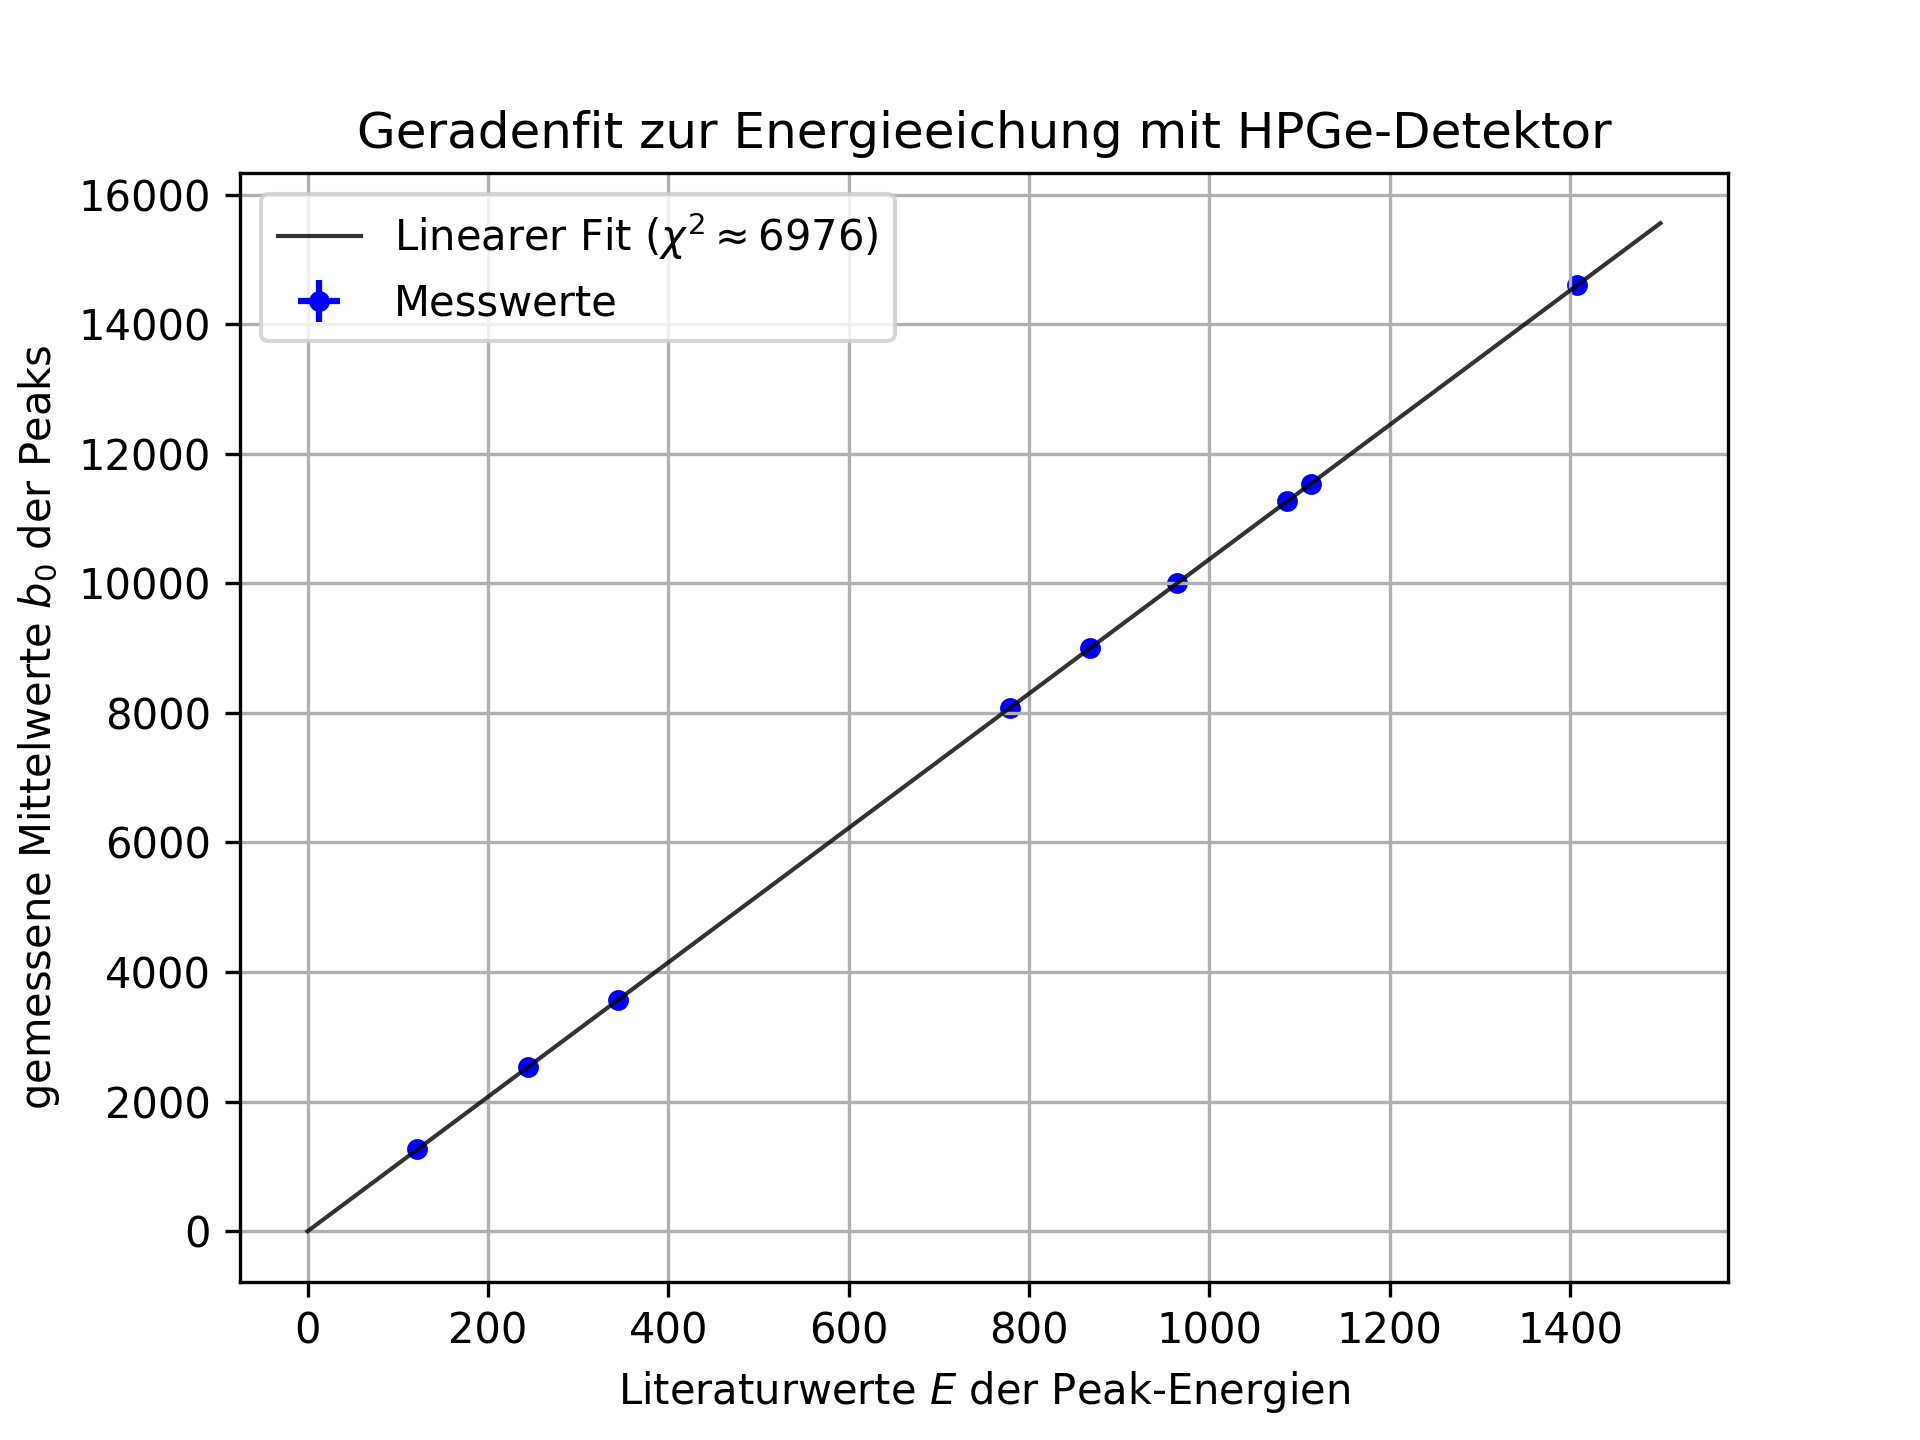 Geradenfit zur Energieeichung mit HPGe-Detektor
Linearer Fit (χ² ≈ 6976)
Messwerte
gemessene Mittelwerte b₀ der Peaks
16000
14000
12000
10000
8000
6000
4000
2000
0
0 200 400 600 800 1000 1200 1400
Literaturwerte E der Peak-Energien